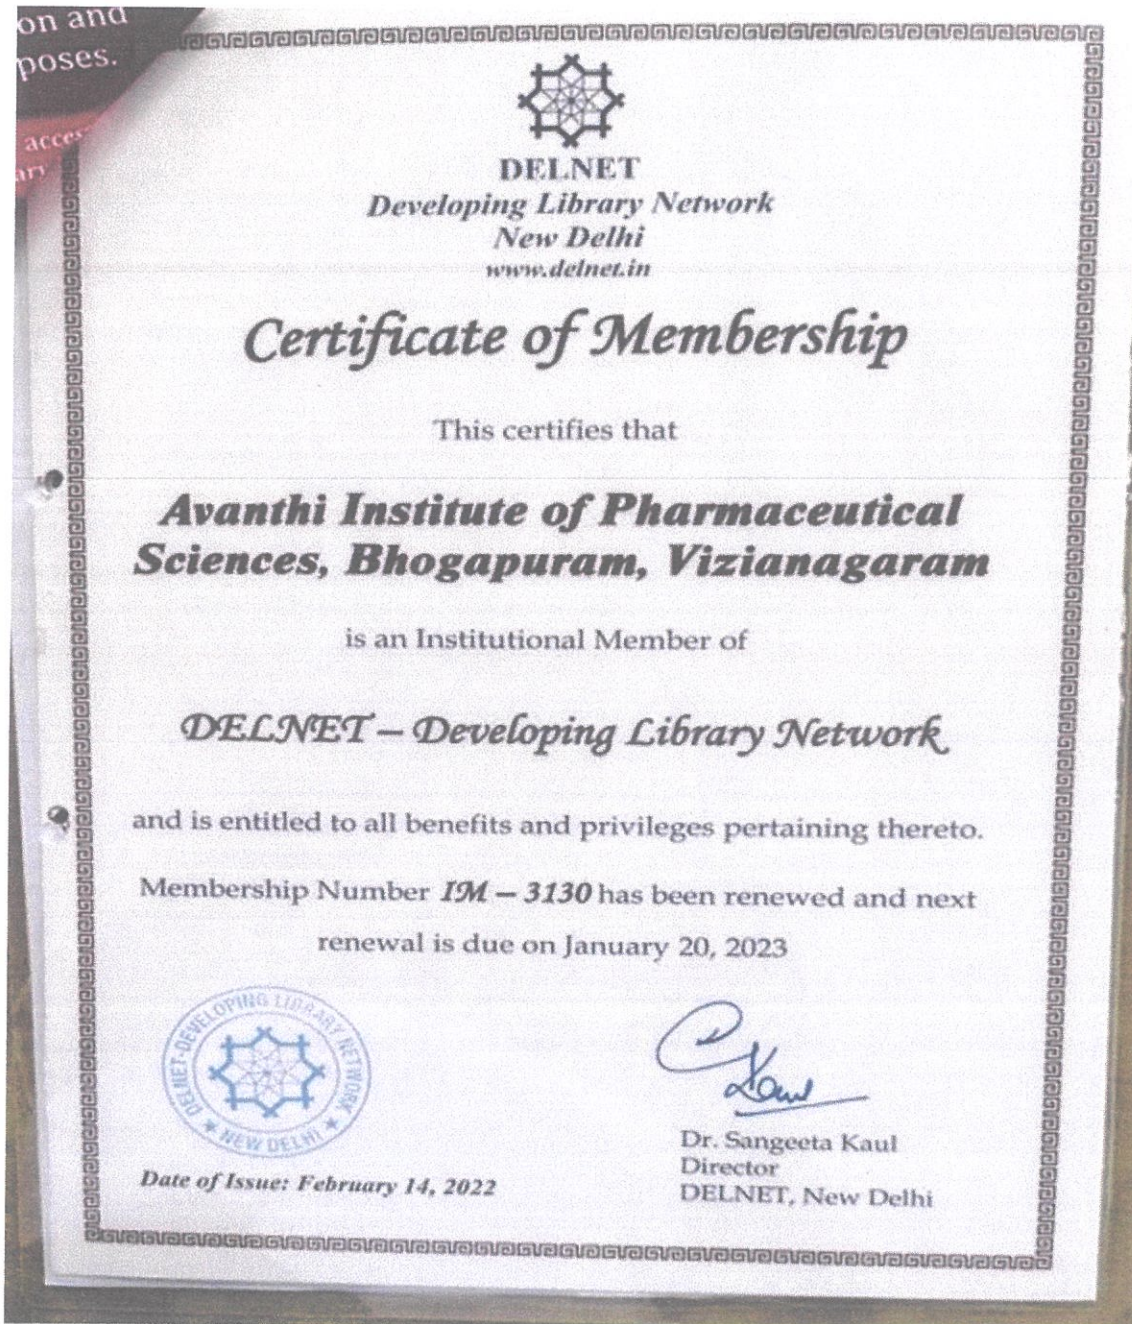 on and
poses.
acces
ary
DELNET
Developing Library Network
New Delhi
www.delnet.in
Certificate of Membership
This certifies that
Avanthi Institute of Pharmaceutical
Sciences, Bhogapuram, Vizianagaram
is an Institutional Member of
DELNET – Developing Library Network
and is entitled to all benefits and privileges pertaining thereto.
Membership Number IM – 3130 has been renewed and next
renewal is due on January 20, 2023
DELNET-DEVELOPING LIBRARY NETWORK
★ NEW DELHI ★
Kaul
Dr. Sangeeta Kaul
Director
DELNET, New Delhi
Date of Issue: February 14, 2022